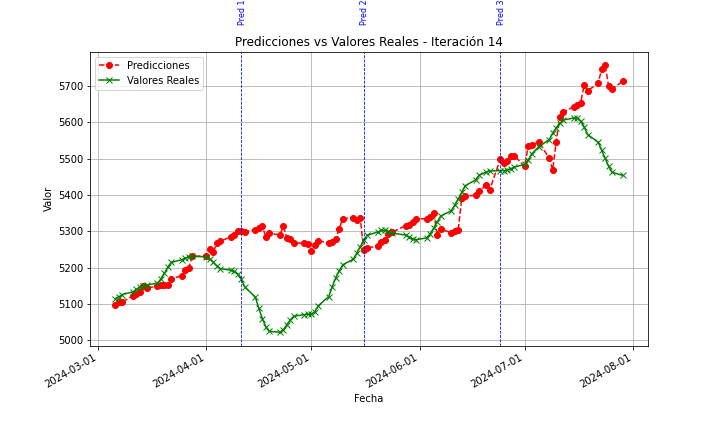 Pred 1
Pred 2
Pred 3
Predicciones vs Valores Reales - Iteración 14
Predicciones
Valores Reales
Valor
5700
5600
5500
5400
5300
5200
5100
5000
2024-03-01
2024-04-01
2024-05-01
2024-06-01
2024-07-01
2024-08-01
Fecha